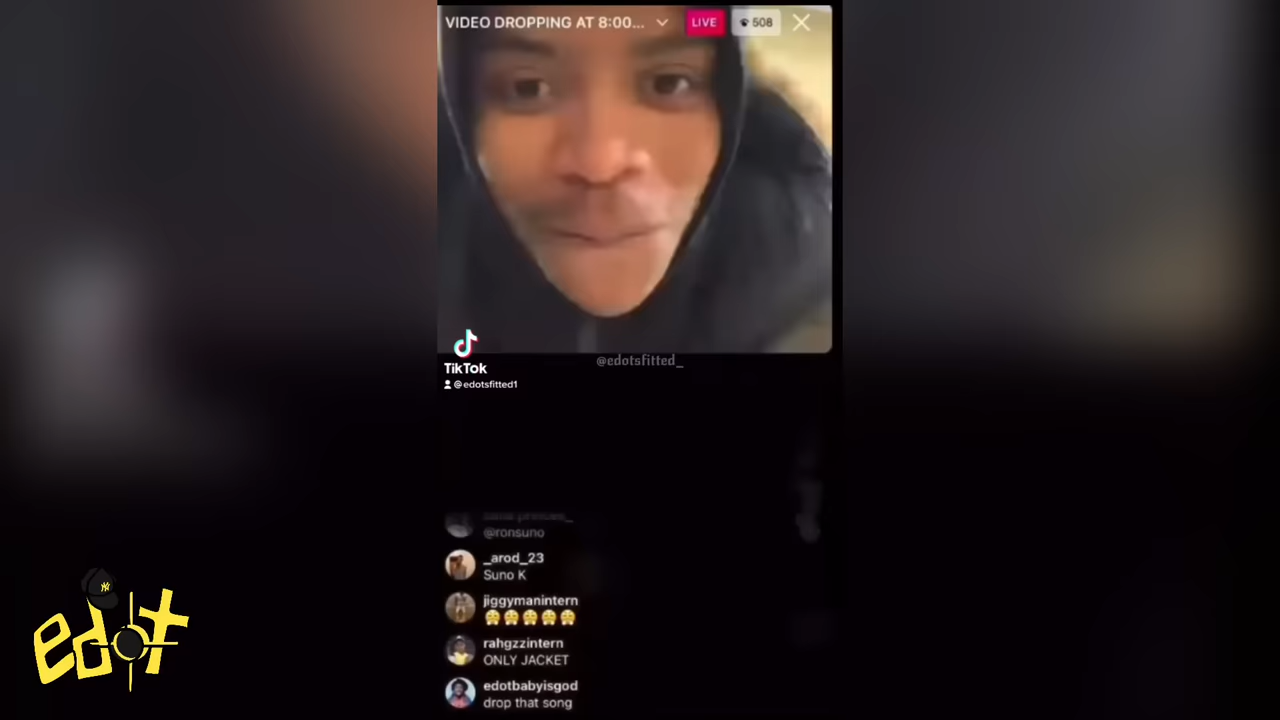 VIDEO DROPPING AT 8:00...
LIVE
508
TikTok
@edotsfitted1
@edotsfitted_
@ronsuno
_arod_23
Suno K
jiggymanintern
rahgzzintern
ONLY JACKET
edotbabyisgod
drop that song
edot